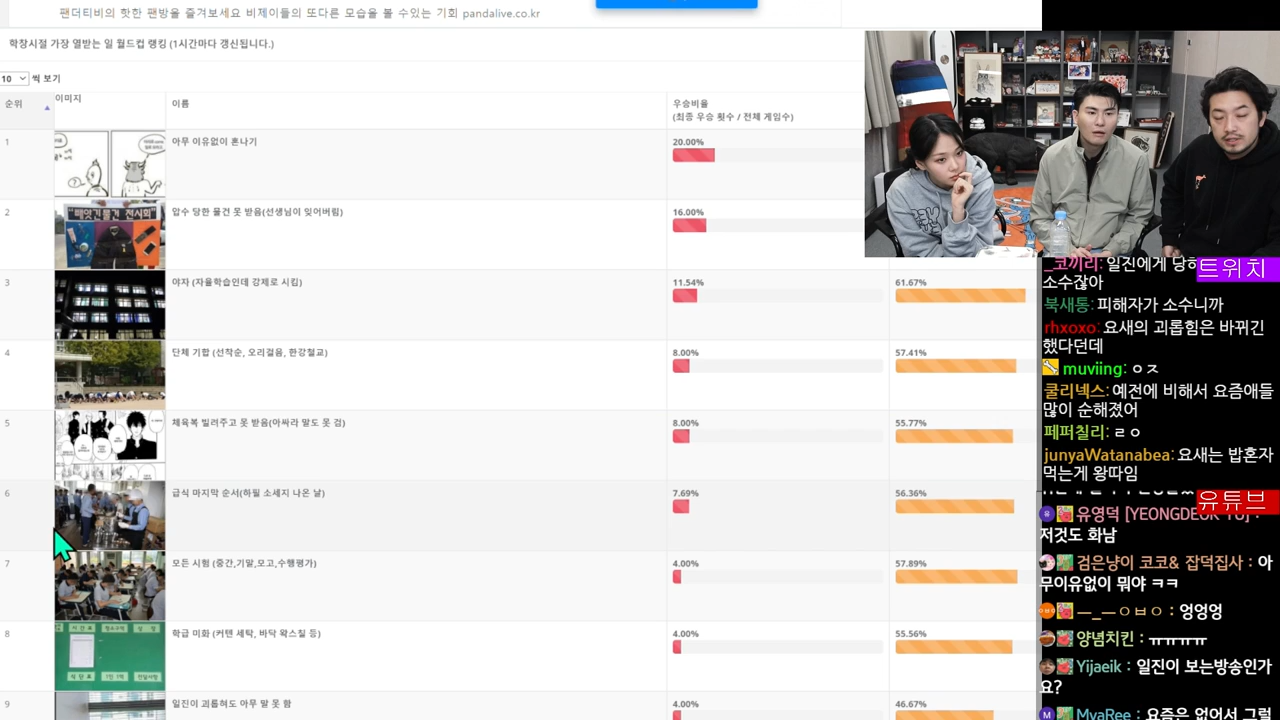 팬더티비의 핫한 팬방을 즐겨보세요 비제이들의 또다른 모습을 볼 수있는 기회 pandalive.co.kr
학창시절 가장 열받는 일 월드컵 랭킹 (1시간마다 갱신됩니다.)
10 씩 보기
순위 이미지 이름 우승비율
(최종 우승 횟수 / 전체 게임수)
1 아무 이유없이 혼나기 20.00%
2 압수 당한 물건 못 받음(선생님이 잊어버림) 16.00%
"빼앗긴물건 전시회"
3 야자 (자율학습인데 강제로 시킴) 11.54% 61.67%
4 단체 기합 (선착순, 오리걸음, 한강철교) 8.00% 57.41%
5 체육복 빌려주고 못 받음(아싸라 말도 못 검) 8.00% 55.77%
6 급식 마지막 순서(하필 소세지 나온 날) 7.69% 56.36%
7 모든 시험 (중간,기말,모고,수행평가) 4.00% 57.89%
8 학급 미화 (커텐 세탁, 바닥 왁스칠 등) 4.00% 55.56%
9 일진이 괴롭혀도 아무 말 못 함 4.00% 46.67%
트위치
_코끼리: 일진에게 당하
소수잖아
북새통: 피해자가 소수니까
rhxoxo: 요새의 괴롭힘은 바뀌긴
했다던데
muviing: ㅇㅈ
쿨리넥스: 예전에 비해서 요즘애들
많이 순해졌어
페퍼칠리: ㄹㅇ
junyaWatanabea: 요새는 밥혼자
먹는게 왕따임
유튜브
유영덕 [YEONGDEOK YU] :
저것도 화남
검은냥이 코코& 잡덕집사 : 아
무이유없이 뭐야 ㅋㅋ
ㅡ_ㅡㅇㅂㅇ : 엉엉엉
양념치킨 : ㅠㅠㅠㅠ
Yijaeik : 일진이 보는방송인가
요?
MyaRee : 요즘은 없어서 그럴